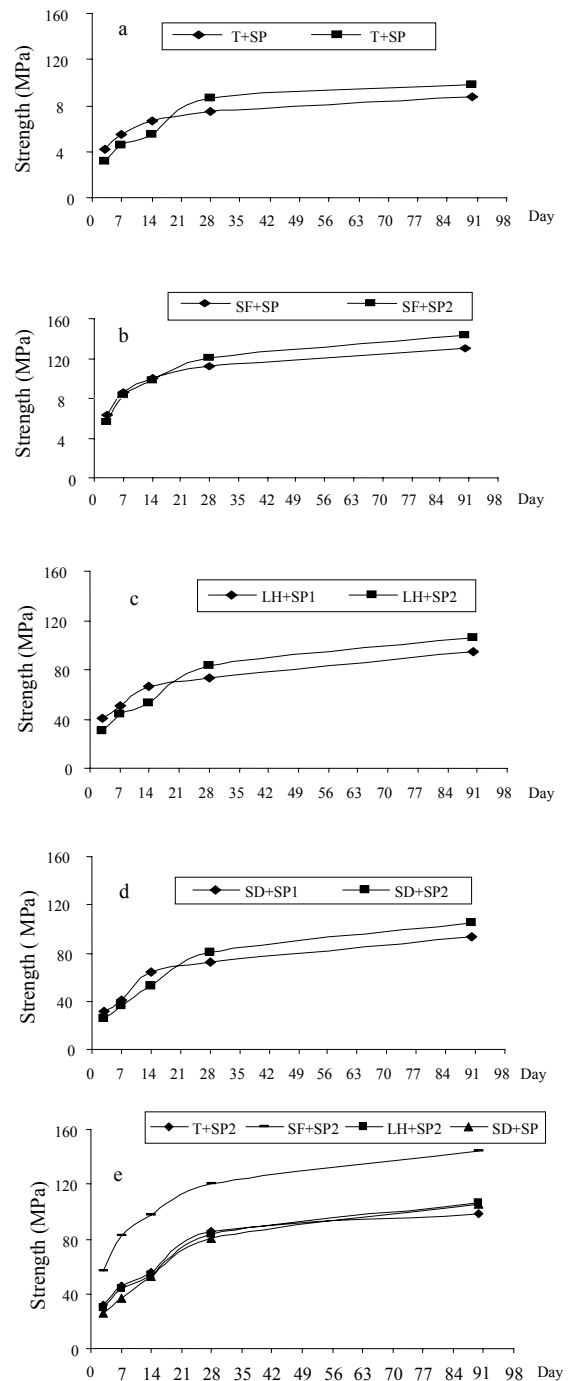 a
T+SP T+SP
Strength (MPa)
160
120
8
4
0
0 7 14 21 28 35 42 49 56 63 70 77 84 91 98 Day
SF+SP SF+SP2
b
Strength (MPa)
160
120
8
4
0
0 7 14 21 28 35 42 49 56 63 70 77 84 91 98 Day
c
LH+SP1 LH+SP2
Strength (MPa)
160
120
80
40
0
0 7 14 21 28 35 42 49 56 63 70 77 84 91 98 Day
d
SD+SP1 SD+SP2
Strength ( MPa)
160
120
80
40
0
0 7 14 21 28 35 42 49 56 63 70 77 84 91 98 Day
T+SP2 SF+SP2 LH+SP2 SD+SP
e
Strength (MPa)
160
120
80
40
0
0 7 14 21 28 35 42 49 56 63 70 77 84 91 98 Day